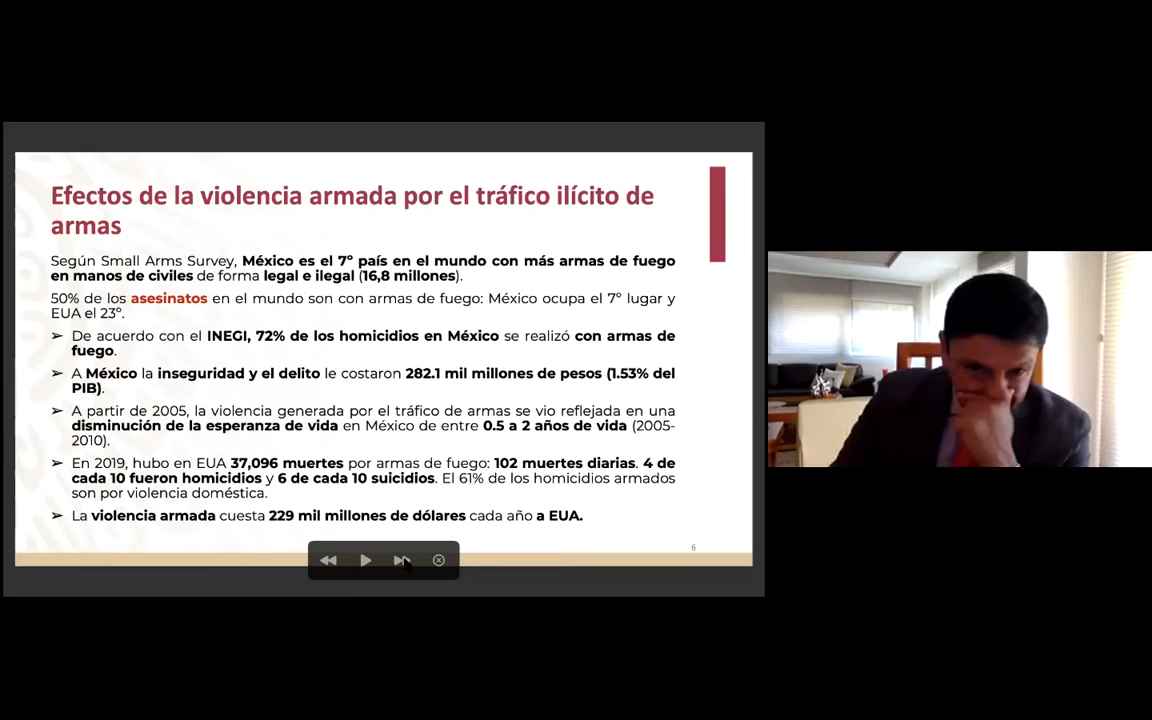 Efectos de la violencia armada por el tráfico ilícito de
armas
Según Small Arms Survey, México es el 7º país en el mundo con más armas de fuego
en manos de civiles de forma legal e ilegal (16,8 millones).
50% de los asesinatos en el mundo son con armas de fuego: México ocupa el 7º lugar y
EUA el 23º.
➢ De acuerdo con el INEGI, 72% de los homicidios en México se realizó con armas de
fuego.
➢ A México la inseguridad y el delito le costaron 282.1 mil millones de pesos (1.53% del
PIB).
➢ A partir de 2005, la violencia generada por el tráfico de armas se vio reflejada en una
disminución de la esperanza de vida en México de entre 0.5 a 2 años de vida (2005-
2010).
➢ En 2019, hubo en EUA 37,096 muertes por armas de fuego: 102 muertes diarias. 4 de
cada 10 fueron homicidios y 6 de cada 10 suicidios. El 61% de los homicidios armados
son por violencia doméstica.
➢ La violencia armada cuesta 229 mil millones de dólares cada año a EUA.
6